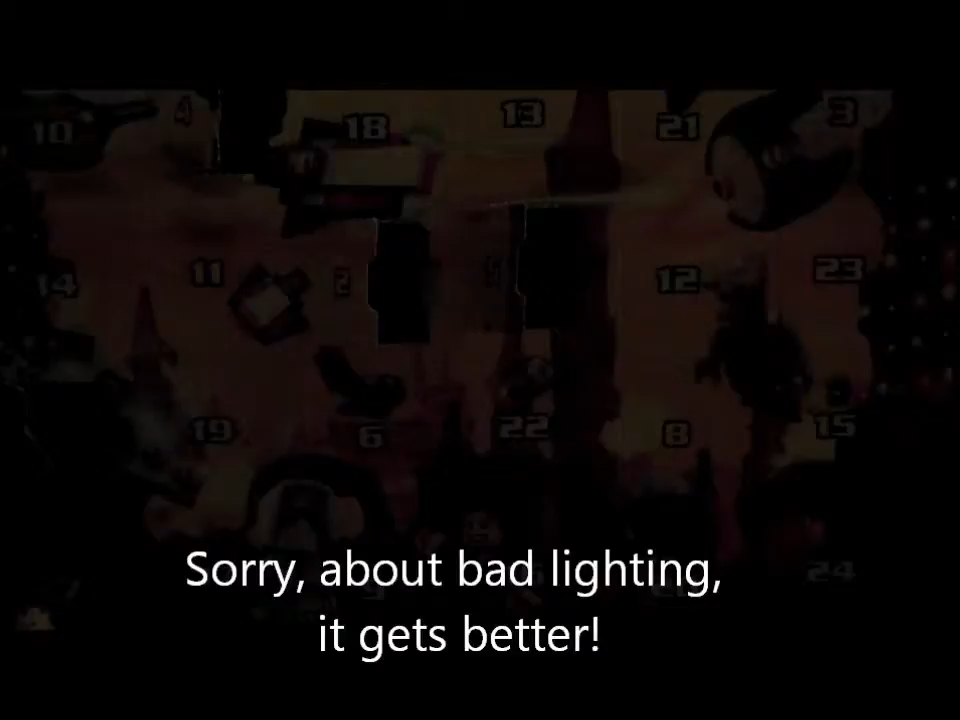 10 4 18 13 21 3
14 11 2 5 12 23
19 6 22 8 15
24
Sorry, about bad lighting,
it gets better!